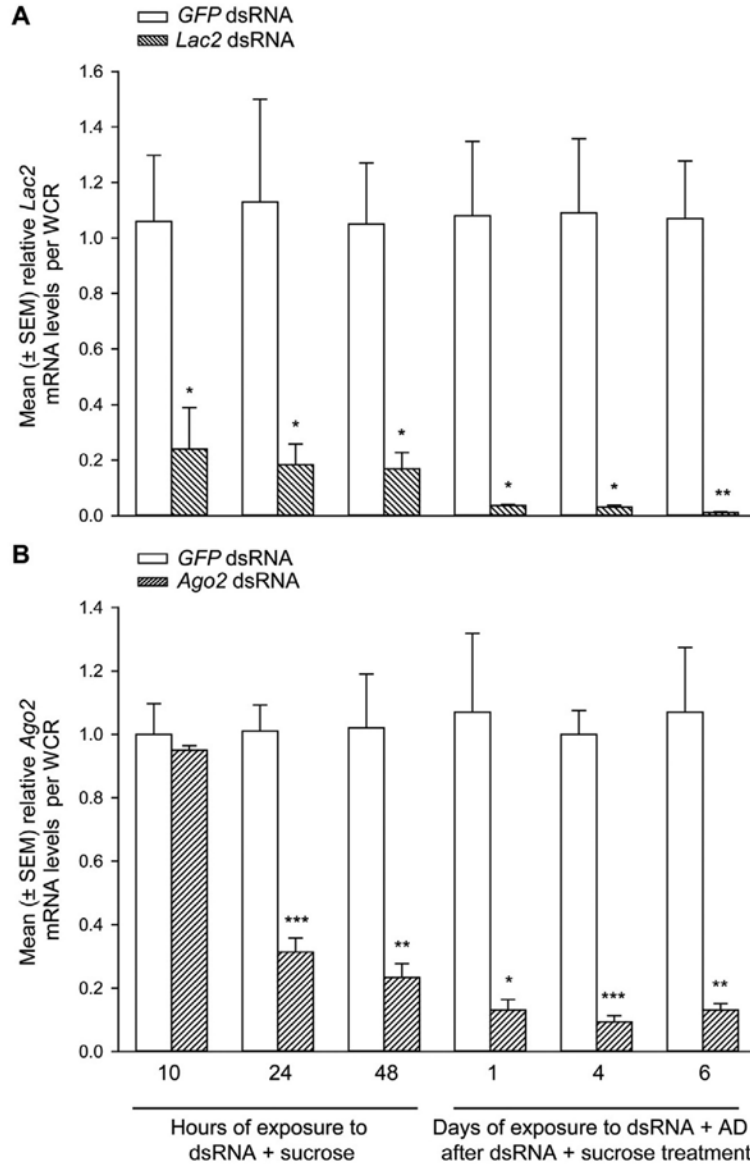 A
GFP dsRNA
Lac2 dsRNA
Mean (± SEM) relative Lac2
mRNA levels per WCR
1.6
1.4
1.2
1.0
0.8
0.6
0.4
0.2
0.0
* * * * * **
B
GFP dsRNA
Ago2 dsRNA
Mean (± SEM) relative Ago2
mRNA levels per WCR
1.4
1.2
1.0
0.8
0.6
0.4
0.2
0.0
*** ** * *** **
10 24 48 1 4 6
Hours of exposure to
dsRNA + sucrose
Days of exposure to dsRNA + AD
after dsRNA + sucrose treatment